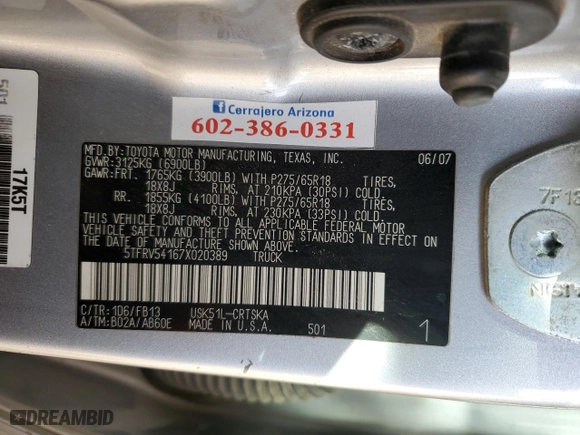 Cerrajero Arizona
602-386-0331
MFD.BY:TOYOTA MOTOR MANUFACTURING, TEXAS, INC. 06/07
GVWR:3125KG (6900LB)
GAWR:FRT. 1765KG (3900LB) WITH P275/65R18 TIRES,
18X8J RIMS, AT 210KPA (30PSI) COLD
RR. 1855KG (4100LB) WITH P275/65R18 TIRES,
18X8J RIMS, AT 230KPA (33PSI) COLD
THIS VEHICLE CONFORMS TO ALL APPLICABLE FEDERAL MOTOR
VEHICLE SAFETY AND THEFT PREVENTION STANDARDS IN
EFFECT ON THE DATE OF MANUFACTURE SHOWN ABOVE.
5TFRV54167X020389 TRUCK
C/TR:1D6/FB13 USK51L-CRTSKA
A/TM:B02A/AB60E MADE IN U.S.A. 501 1
17K5T
501
7F18
©DREAMBID